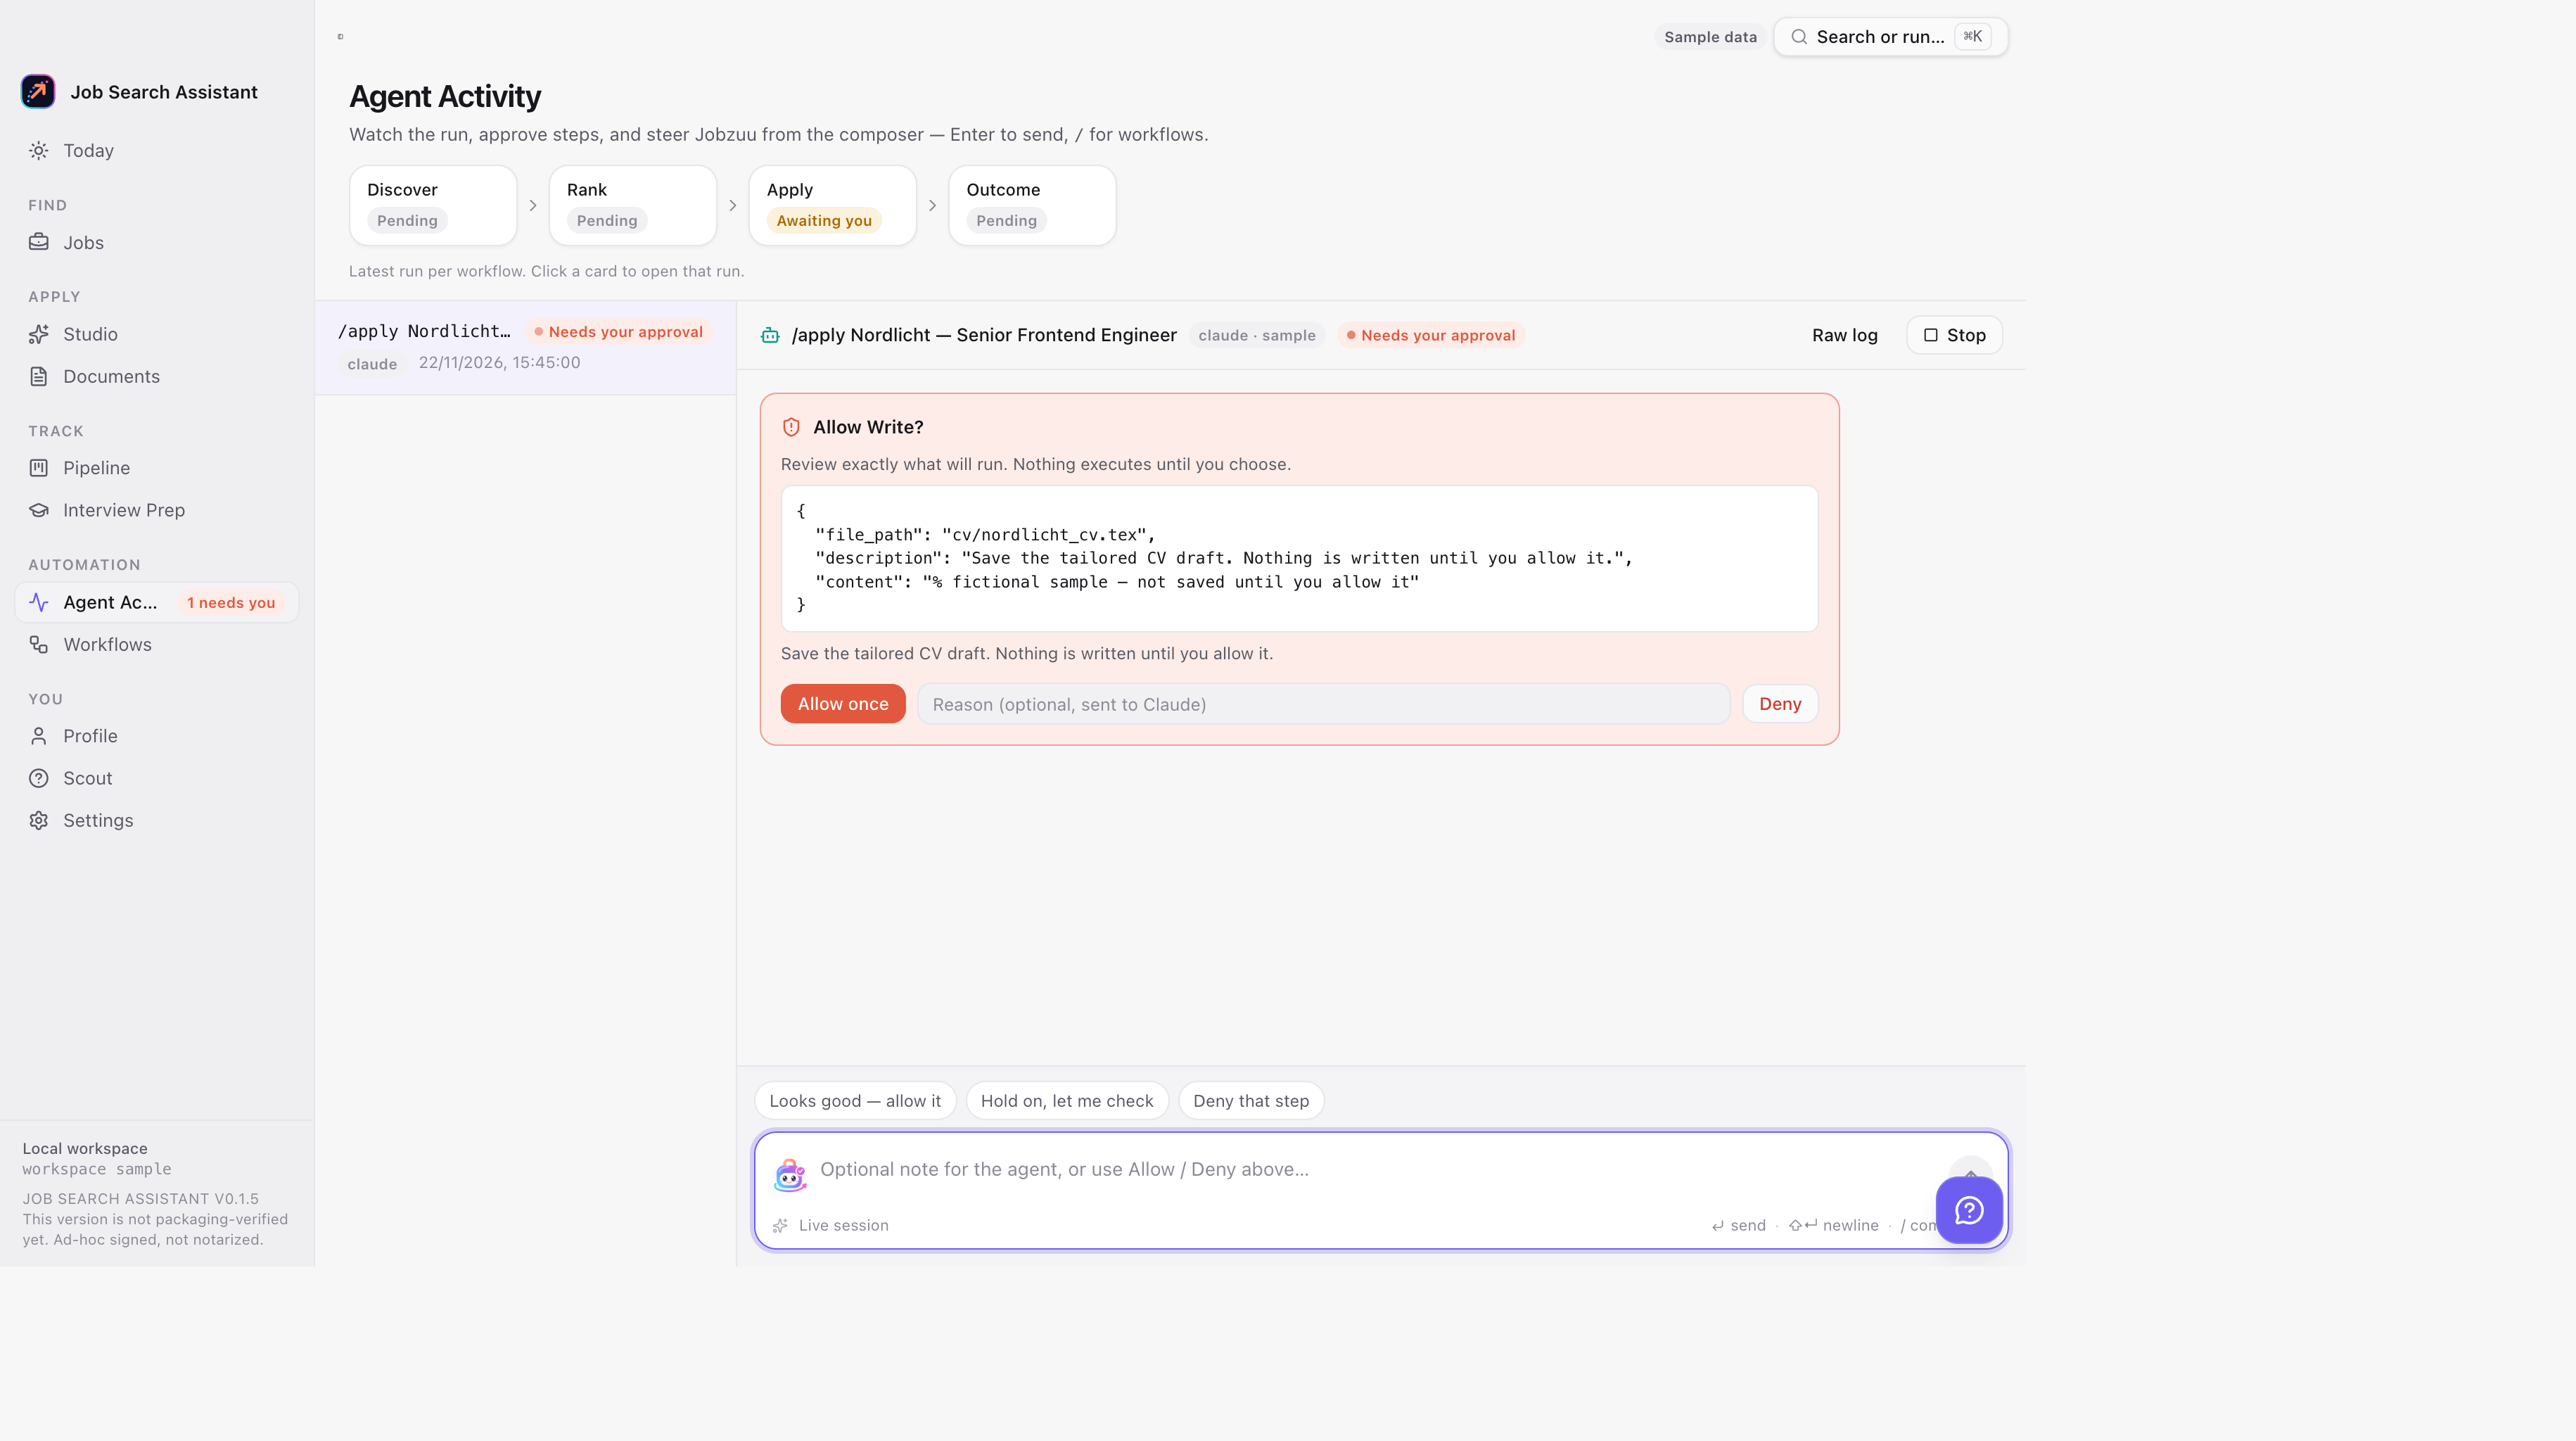 Sample data
Search or run... ⌘K
Job Search Assistant
Today
FIND
Jobs
APPLY
Studio
Documents
TRACK
Pipeline
Interview Prep
AUTOMATION
Agent Ac... 1 needs you
Workflows
YOU
Profile
Scout
Settings
Local workspace
workspace sample
JOB SEARCH ASSISTANT V0.1.5
This version is not packaging-verified
yet. Ad-hoc signed, not notarized.
Agent Activity
Watch the run, approve steps, and steer Jobzuu from the composer — Enter to send, / for workflows.
Discover
Pending
Rank
Pending
Apply
Awaiting you
Outcome
Pending
Latest run per workflow. Click a card to open that run.
/apply Nordlicht… Needs your approval
claude 22/11/2026, 15:45:00
/apply Nordlicht — Senior Frontend Engineer claude · sample Needs your approval Raw log Stop
Allow Write?
Review exactly what will run. Nothing executes until you choose.
{
"file_path": "cv/nordlicht_cv.tex",
"description": "Save the tailored CV draft. Nothing is written until you allow it.",
"content": "% fictional sample — not saved until you allow it"
}
Save the tailored CV draft. Nothing is written until you allow it.
Allow once Reason (optional, sent to Claude) Deny
Looks good — allow it Hold on, let me check Deny that step
Optional note for the agent, or use Allow / Deny above...
Live session ↵ send · ⇧↵ newline · /